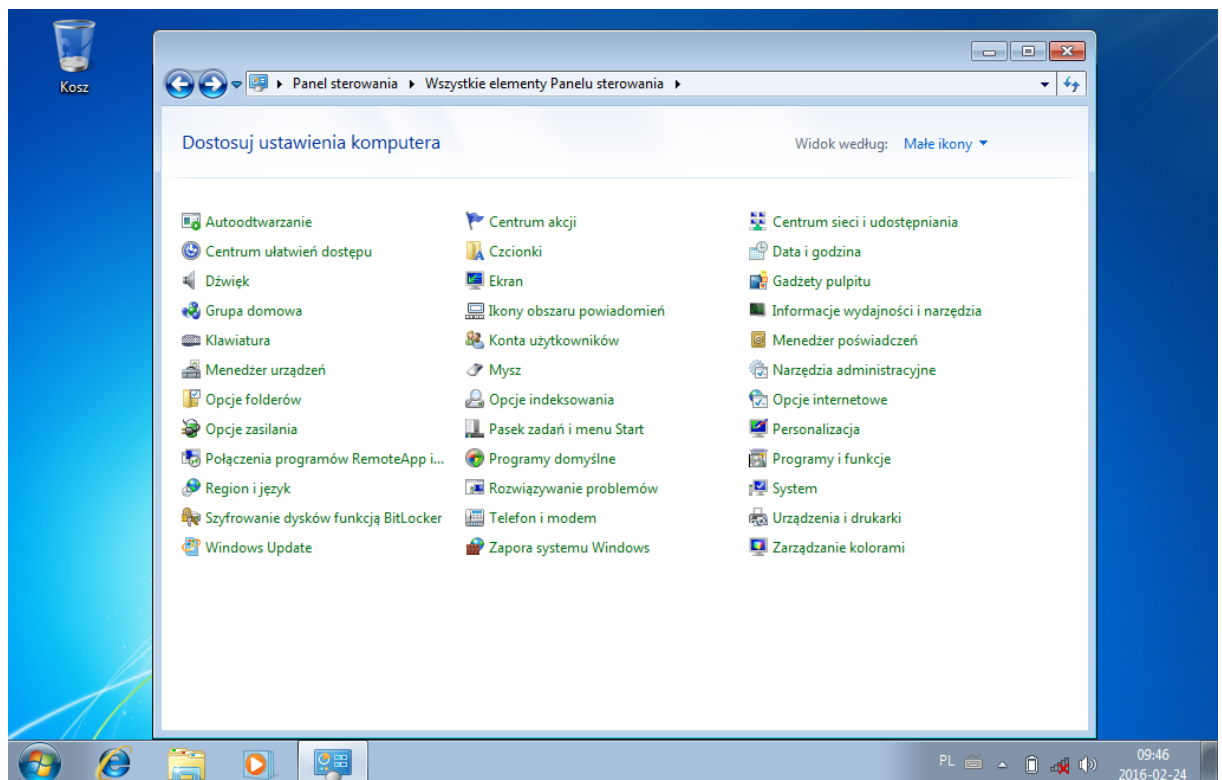 Kosz
Panel sterowania Wszystkie elementy Panelu sterowania
Dostosuj ustawienia komputera
Widok według: Małe ikony
Autoodtwarzanie Centrum akcji Centrum sieci i udostępniania
Centrum ułatwień dostępu Czcionki Data i godzina
Dźwięk Ekran Gadżety pulpitu
Grupa domowa Ikony obszaru powiadomień Informacje wydajności i narzędzia
Klawiatura Konta użytkowników Menedżer poświadczeń
Menedżer urządzeń Mysz Narzędzia administracyjne
Opcje folderów Opcje indeksowania Opcje internetowe
Opcje zasilania Pasek zadań i menu Start Personalizacja
Połączenia programów RemoteApp i... Programy domyślne Programy i funkcje
Region i język Rozwiązywanie problemów System
Szyfrowanie dysków funkcją BitLocker Telefon i modem Urządzenia i drukarki
Windows Update Zapora systemu Windows Zarządzanie kolorami
PL 09:46
2016-02-24